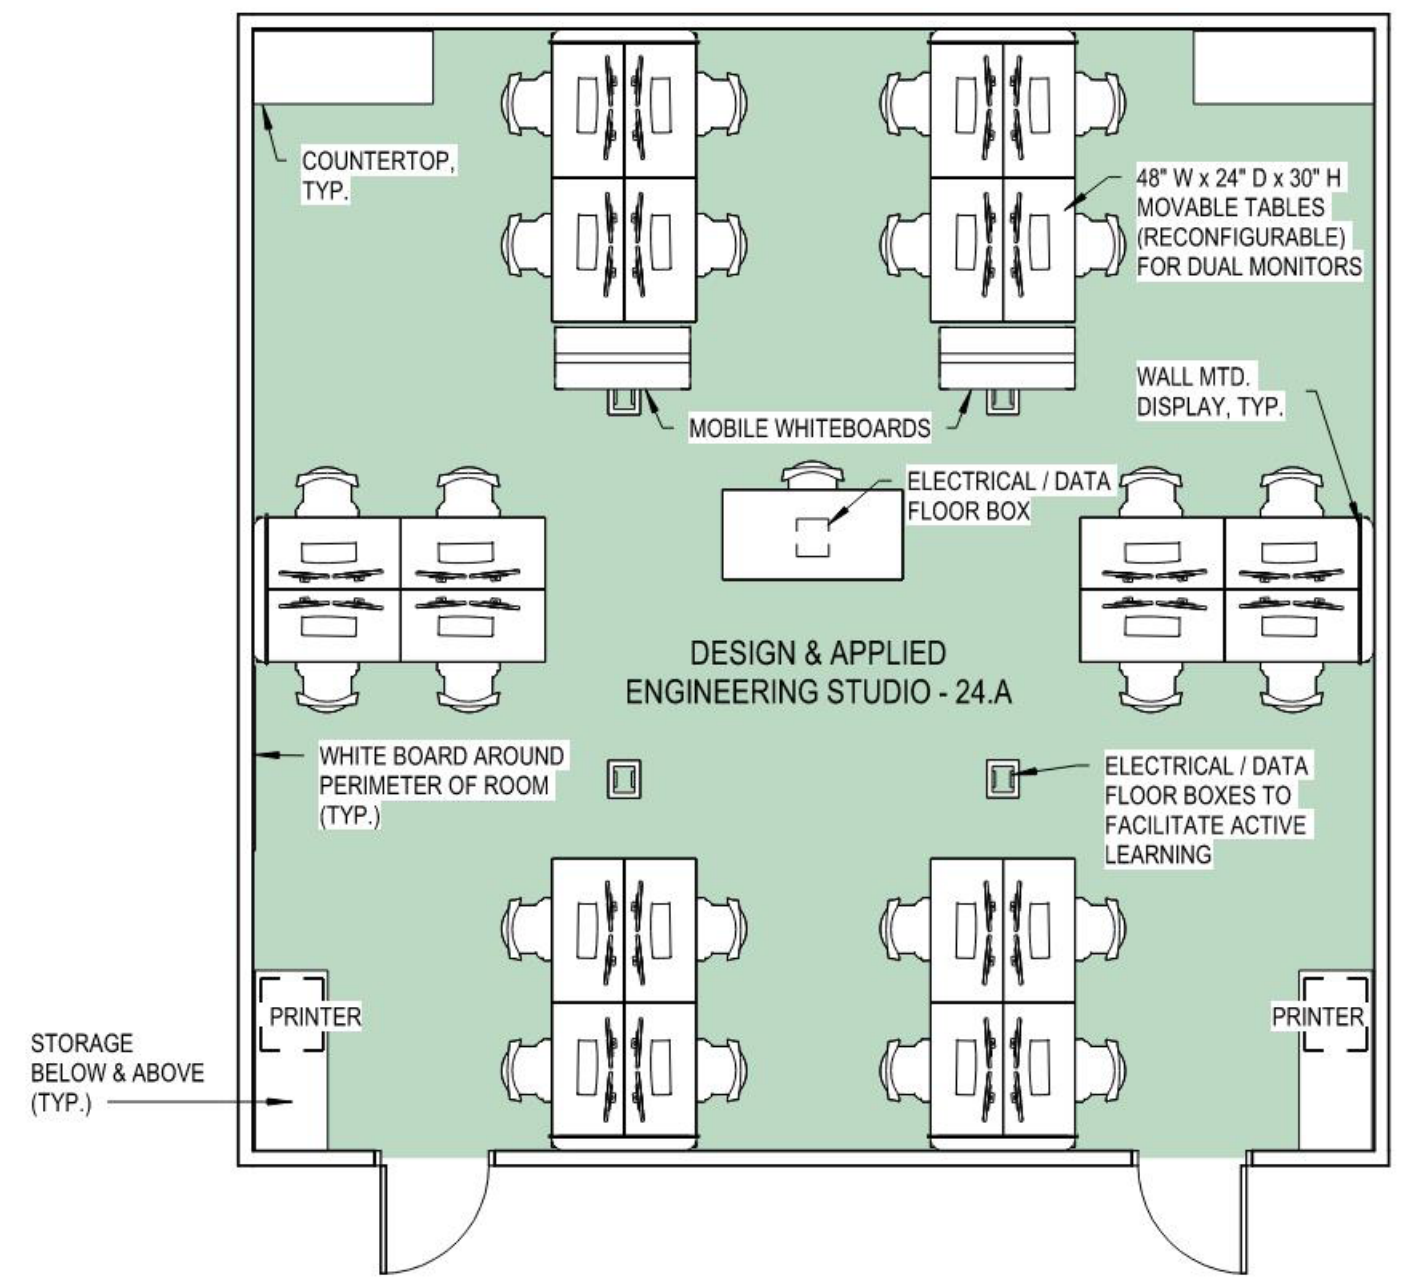 COUNTERTOP,
TYP.
48" W x 24" D x 30" H
MOVABLE TABLES
(RECONFIGURABLE)
FOR DUAL MONITORS
WALL MTD.
DISPLAY, TYP.
MOBILE WHITEBOARDS
ELECTRICAL / DATA
FLOOR BOX
DESIGN & APPLIED
ENGINEERING STUDIO - 24.A
WHITE BOARD AROUND
PERIMETER OF ROOM
(TYP.)
ELECTRICAL / DATA
FLOOR BOXES TO
FACILITATE ACTIVE
LEARNING
PRINTER
PRINTER
STORAGE
BELOW & ABOVE
(TYP.)